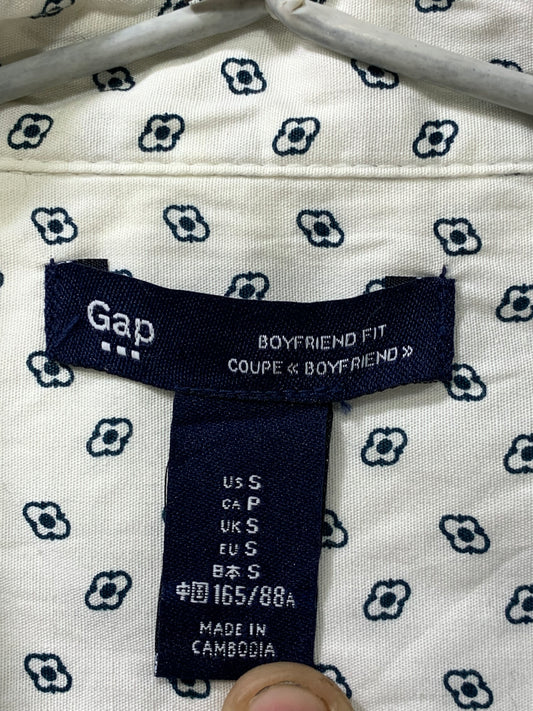 Gap
BOYFRIEND FIT
COUPE « BOYFRIEND »
US S
CA P
UK S
EU S
日本 S
中国 165/88A
MADE IN
CAMBODIA